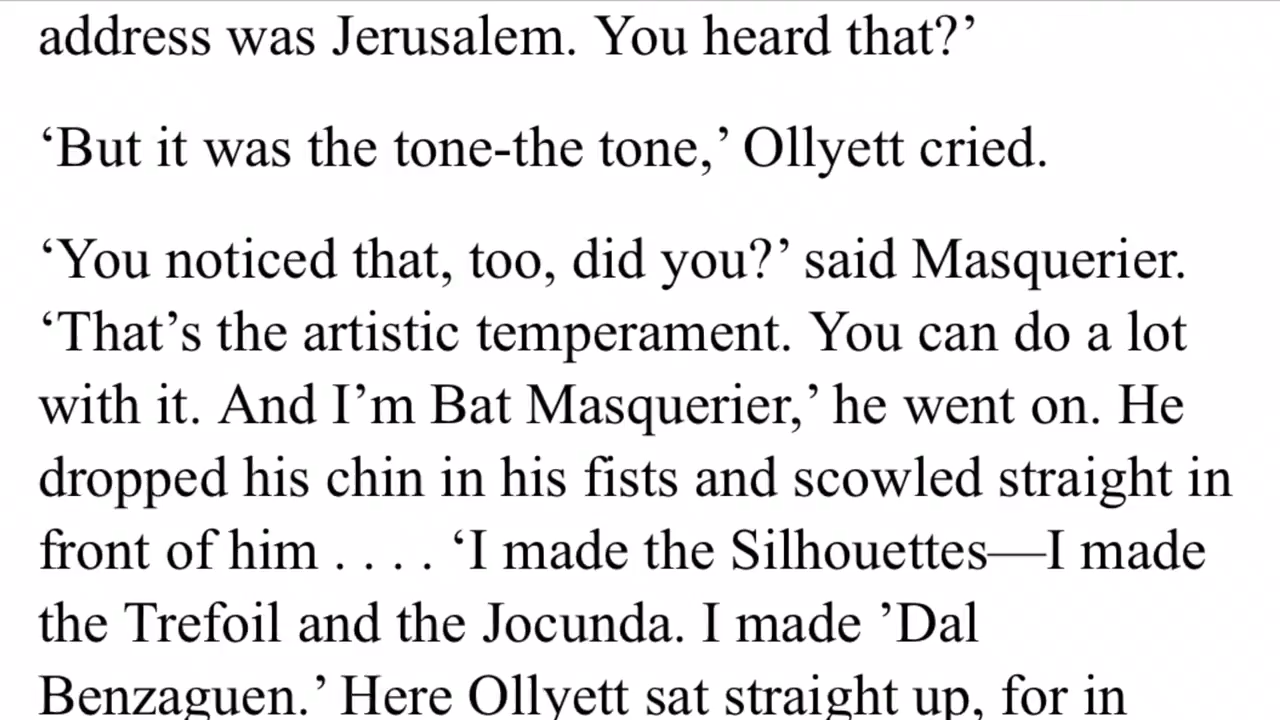 address was Jerusalem. You heard that?’
‘But it was the tone-the tone,’ Ollyett cried.
‘You noticed that, too, did you?’ said Masquerier.
‘That’s the artistic temperament. You can do a lot
with it. And I’m Bat Masquerier,’ he went on. He
dropped his chin in his fists and scowled straight in
front of him . . . . ‘I made the Silhouettes—I made
the Trefoil and the Jocunda. I made ’Dal
Benzaguen.’ Here Ollyett sat straight up, for in